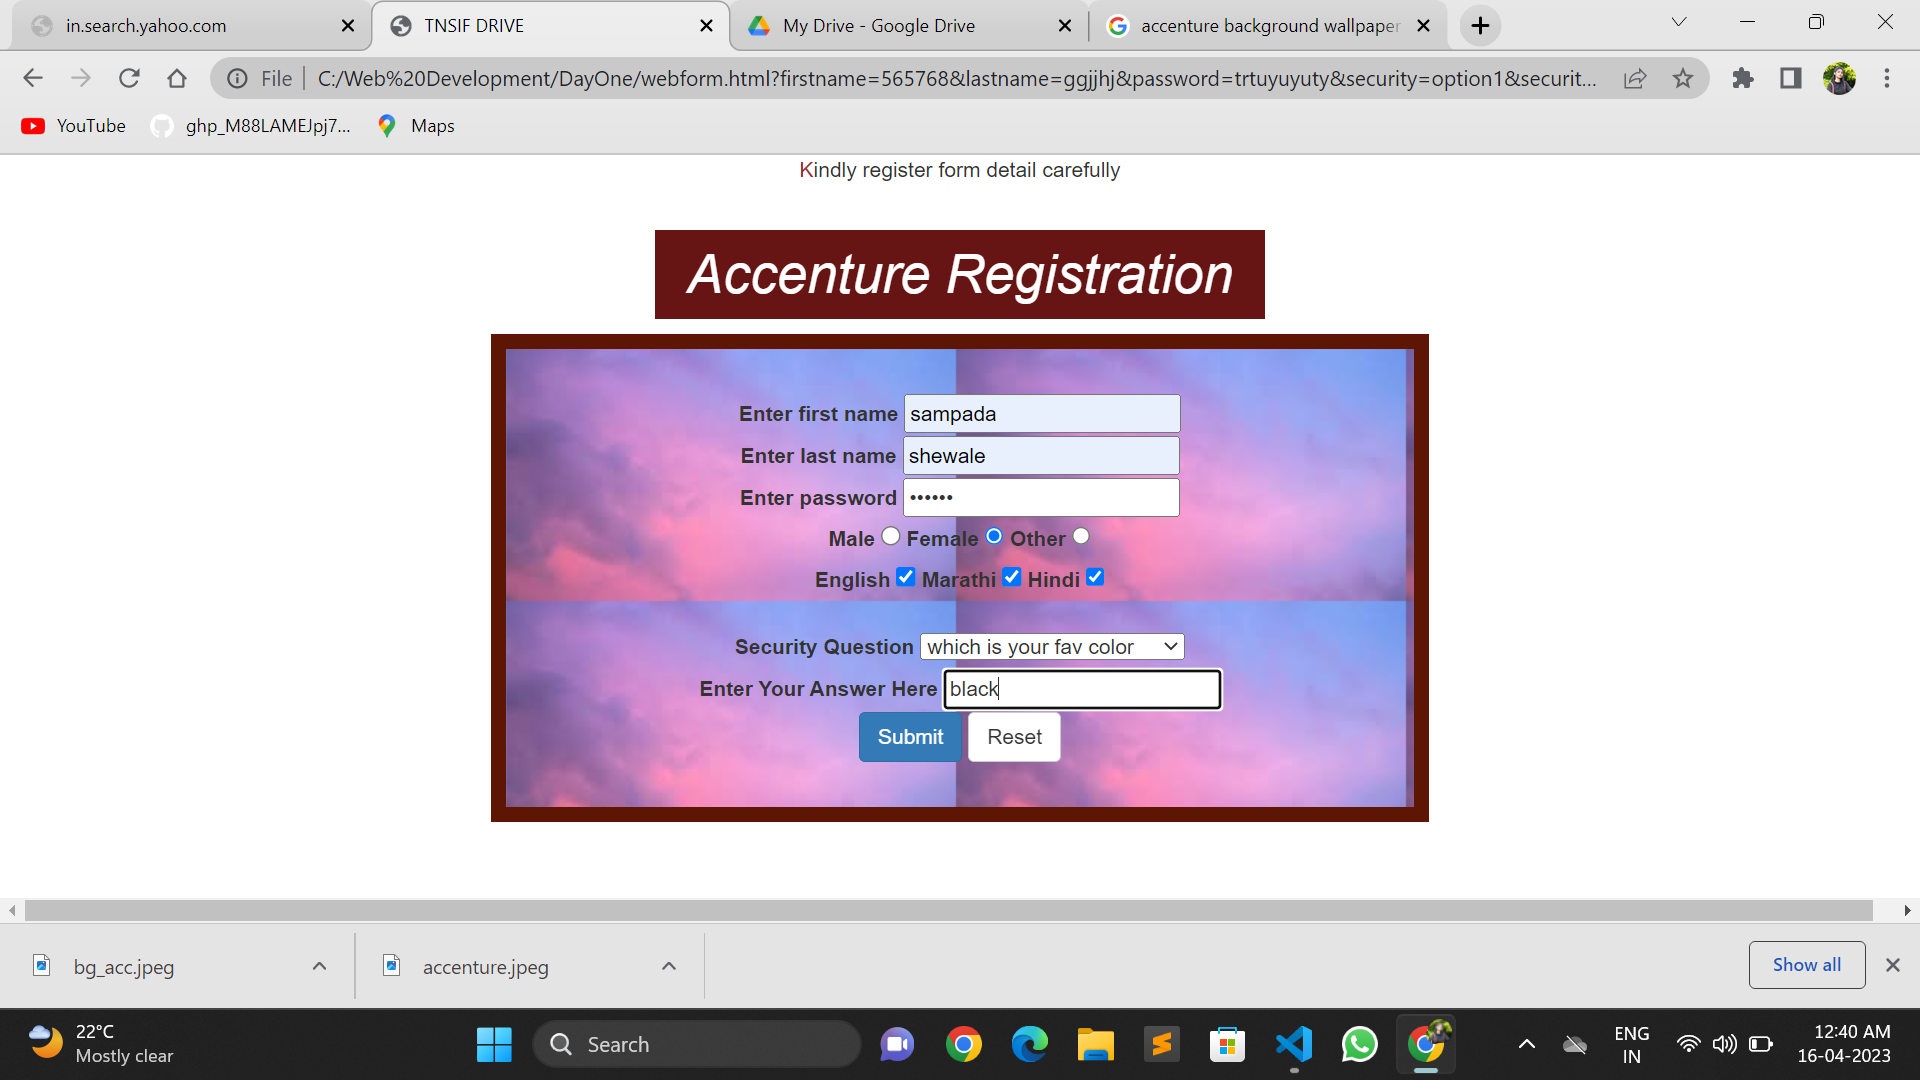 in.search.yahoo.com
TNSIF DRIVE
My Drive - Google Drive
accenture background wallpaper
File
C:/Web%20Development/DayOne/webform.html?firstname=565768&lastname=ggjjhj&password=trtuyuyuty&security=option1&securit...
YouTube
ghp_M88LAMEJpj7...
Maps
Kindly register form detail carefully
Accenture Registration
Enter first name sampada
Enter last name shewale
Enter password ••••••
Male Female Other
English Marathi Hindi
Security Question which is your fav color
Enter Your Answer Here black
Submit Reset
bg_acc.jpeg
accenture.jpeg
Show all
22°C
Mostly clear
Search
ENG
IN
12:40 AM
16-04-2023